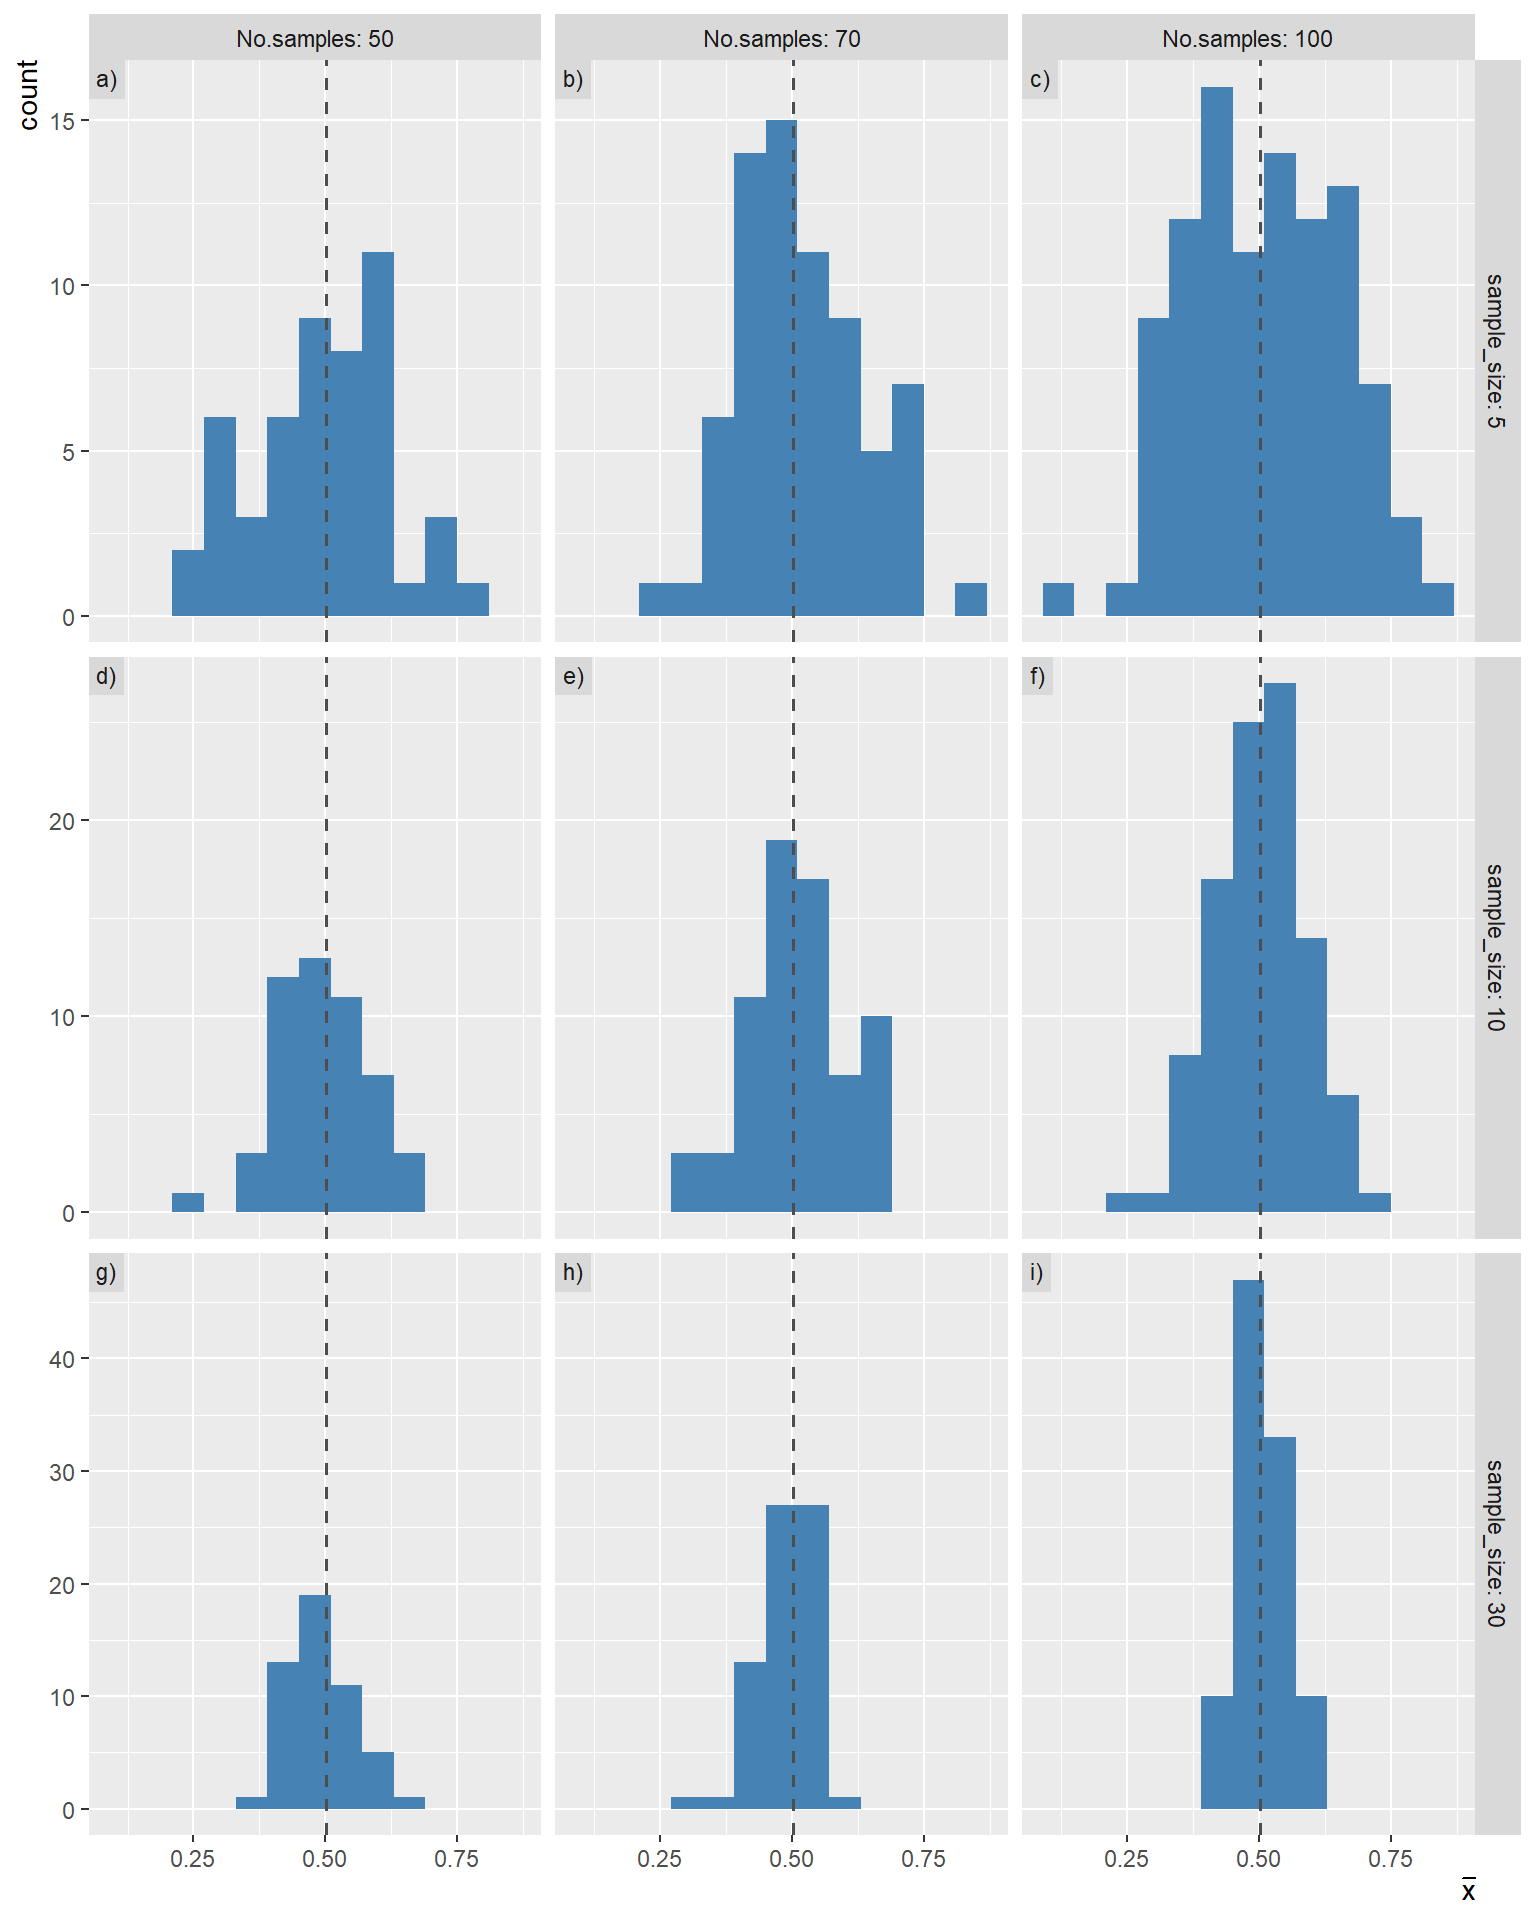 No.samples: 50
No.samples: 70
No.samples: 100
count
a)
b)
c)
15
10
5
0
sample_size: 5
d)
e)
f)
20
10
0
sample_size: 10
g)
h)
i)
40
30
20
10
0
sample_size: 30
0.25 0.50 0.75
0.25 0.50 0.75
0.25 0.50 0.75
x̅